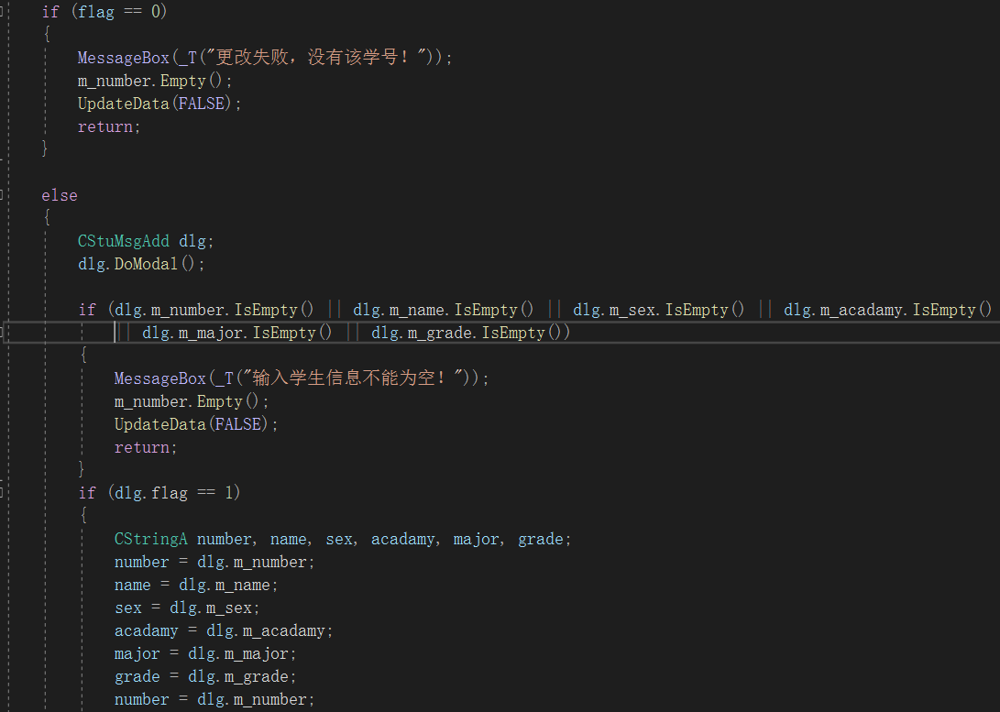 if (flag == 0)
{
MessageBox(_T("更改失败，没有该学号！"));
m_number.Empty();
UpdateData(FALSE);
return;
}
else
{
CStuMsgAdd dlg;
dlg.DoModal();
if (dlg.m_number.IsEmpty() || dlg.m_name.IsEmpty() || dlg.m_sex.IsEmpty() || dlg.m_acadamy.IsEmpty()
|| dlg.m_major.IsEmpty() || dlg.m_grade.IsEmpty())
{
MessageBox(_T("输入学生信息不能为空！"));
m_number.Empty();
UpdateData(FALSE);
return;
}
if (dlg.flag == 1)
{
CStringA number, name, sex, acadamy, major, grade;
number = dlg.m_number;
name = dlg.m_name;
sex = dlg.m_sex;
acadamy = dlg.m_acadamy;
major = dlg.m_major;
grade = dlg.m_grade;
number = dlg.m_number;